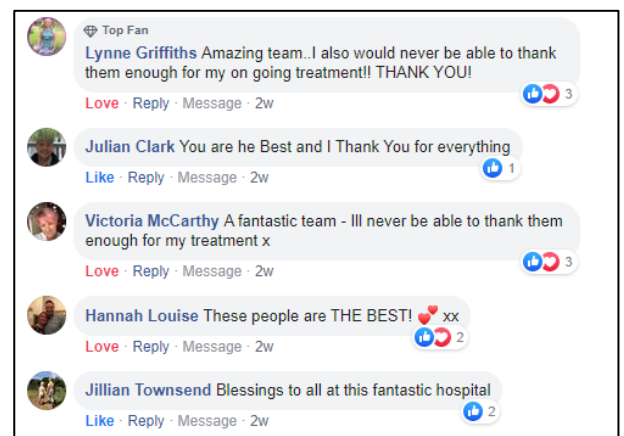 Top Fan
Lynne Griffiths Amazing team..I also would never be able to thank
them enough for my on going treatment!! THANK YOU!
3
Love · Reply · Message · 2w
Julian Clark You are he Best and I Thank You for everything
1
Like · Reply · Message · 2w
Victoria McCarthy A fantastic team - Ill never be able to thank them
enough for my treatment x
3
Love · Reply · Message · 2w
Hannah Louise These people are THE BEST! 💕 xx
2
Love · Reply · Message · 2w
Jillian Townsend Blessings to all at this fantastic hospital
2
Like · Reply · Message · 2w